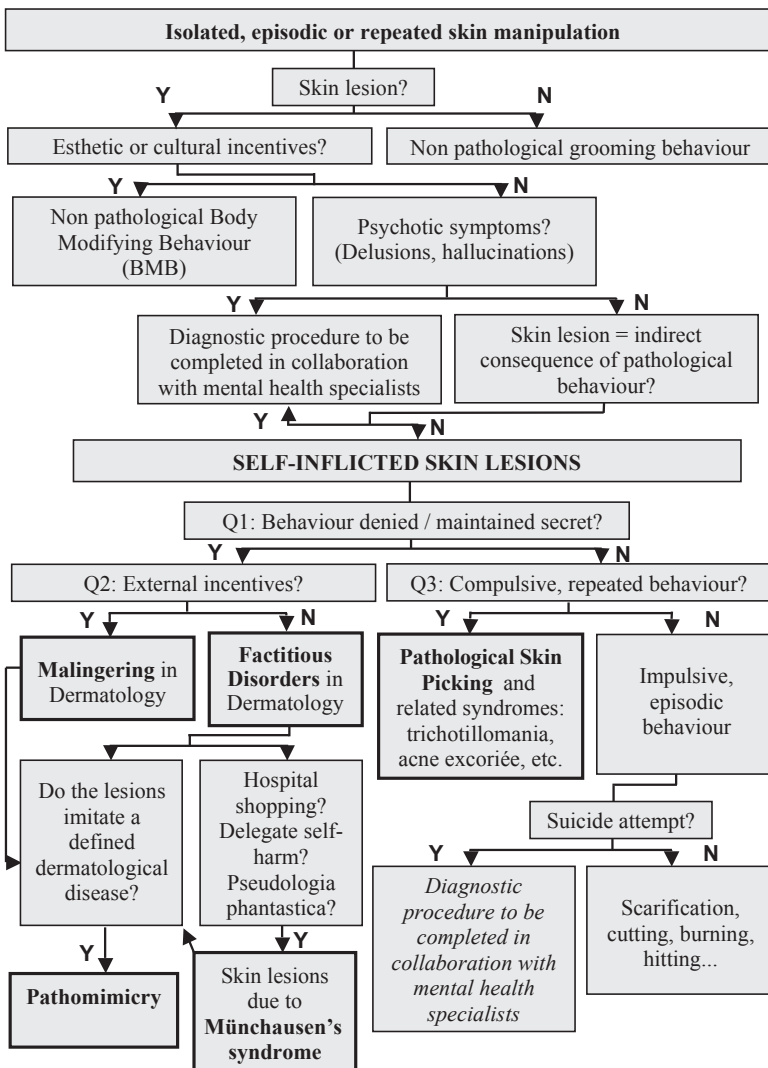 Isolated, episodic or repeated skin manipulation
Skin lesion?
Y
N
Esthetic or cultural incentives?
Non pathological grooming behaviour
Y
N
Non pathological Body
Modifying Behaviour
(BMB)
Psychotic symptoms?
(Delusions, hallucinations)
Y
N
Diagnostic procedure to be
completed in collaboration
with mental health specialists
Skin lesion = indirect
consequence of pathological
behaviour?
Y
N
SELF-INFLICTED SKIN LESIONS
Q1: Behaviour denied / maintained secret?
Y
N
Q2: External incentives?
Q3: Compulsive, repeated behaviour?
Y
N
Y
N
Malingering in
Dermatology
Factitious
Disorders in
Dermatology
Pathological Skin
Picking and
related syndromes:
trichotillomania,
acne excoriée, etc.
Impulsive,
episodic
behaviour
Do the lesions
imitate a
defined
dermatological
disease?
Hospital
shopping?
Delegate self-
harm?
Pseudologia
phantastica?
Suicide attempt?
Y
N
Diagnostic
procedure to be
completed in
collaboration with
mental health
specialists
Scarification,
cutting, burning,
hitting...
Y
Y
Pathomimicry
Skin lesions
due to
Münchausen's
syndrome